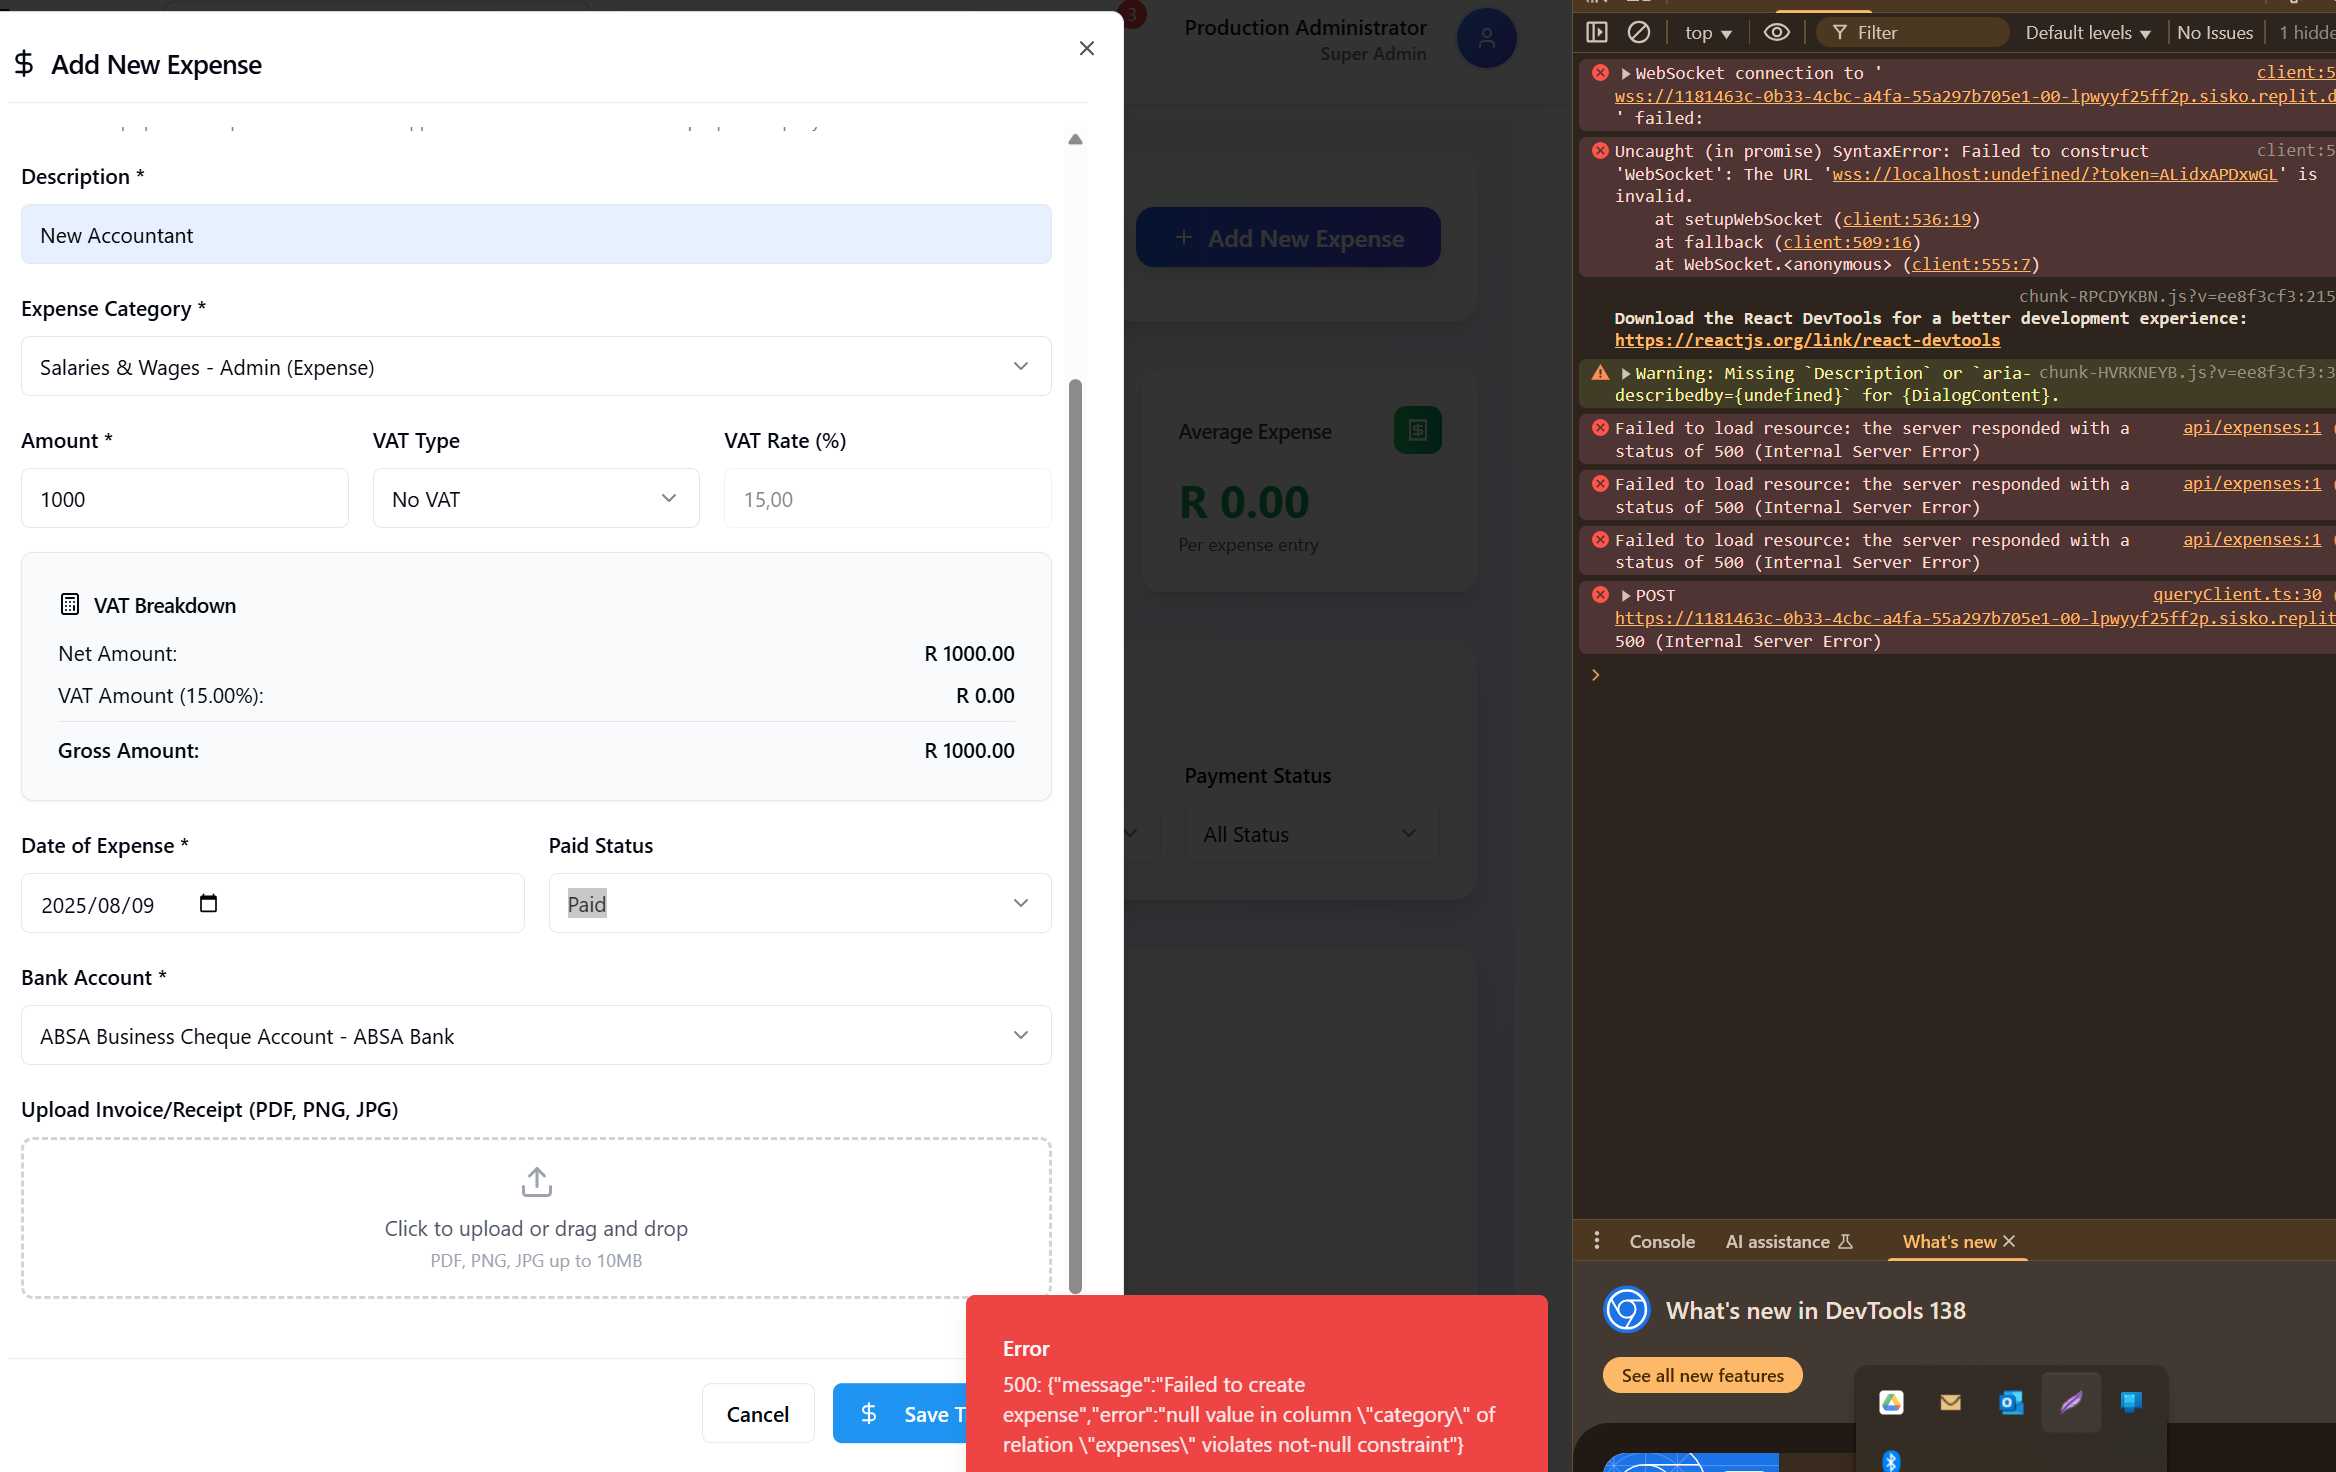 Add New Expense
Description *
New Accountant
Expense Category *
Salaries & Wages - Admin (Expense)
Amount *
VAT Type
VAT Rate (%)
1000
No VAT
15,00
VAT Breakdown
Net Amount:
R 1000.00
VAT Amount (15.00%):
R 0.00
Gross Amount:
R 1000.00
Date of Expense *
Paid Status
2025/08/09
Paid
Bank Account *
ABSA Business Cheque Account - ABSA Bank
Upload Invoice/Receipt (PDF, PNG, JPG)
Click to upload or drag and drop
PDF, PNG, JPG up to 10MB
Cancel
Save T
Error
500: {"message":"Failed to create
expense","error":"null value in column \"category\" of
relation \"expenses\" violates not-null constraint"}
3
Production Administrator
Super Admin
Add New Expense
Average Expense
R 0.00
Per expense entry
Payment Status
All Status
top
Filter
Default levels
No Issues
1 hidde
WebSocket connection to '
client:5
wss://1181463c-0b33-4cbc-a4fa-55a297b705e1-00-lpwyyf25ff2p.sisko.replit.d
' failed:
Uncaught (in promise) SyntaxError: Failed to construct
client:5
'WebSocket': The URL 'wss://localhost:undefined/?token=ALidxAPDxwGL' is
invalid.
at setupWebSocket (client:536:19)
at fallback (client:509:16)
at WebSocket.<anonymous> (client:555:7)
chunk-RPCDYKBN.js?v=ee8f3cf3:215
Download the React DevTools for a better development experience:
https://reactjs.org/link/react-devtools
Warning: Missing `Description` or `aria-
chunk-HVRKNEYB.js?v=ee8f3cf3:3
describedby={undefined}` for {DialogContent}.
Failed to load resource: the server responded with a
api/expenses:1
status of 500 (Internal Server Error)
Failed to load resource: the server responded with a
api/expenses:1
status of 500 (Internal Server Error)
Failed to load resource: the server responded with a
api/expenses:1
status of 500 (Internal Server Error)
POST
queryClient.ts:30
https://1181463c-0b33-4cbc-a4fa-55a297b705e1-00-lpwyyf25ff2p.sisko.replit
500 (Internal Server Error)
Console
AI assistance
What's new
What's new in DevTools 138
See all new features